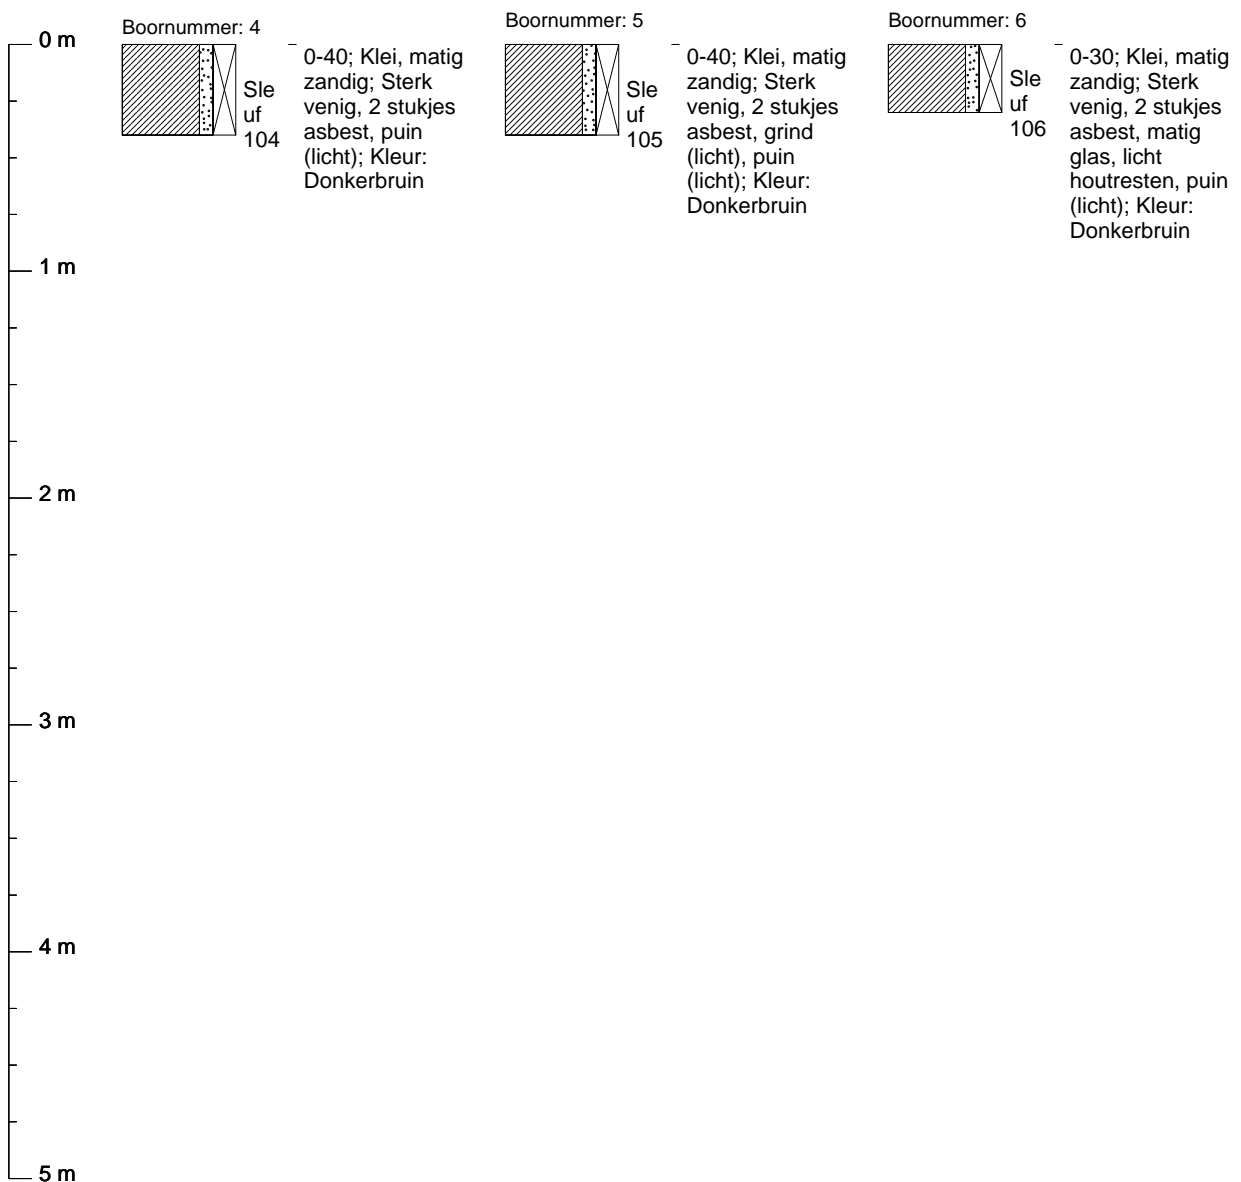 Boornummer: 4
0-40; Klei, matig
zandig; Sterk
venig, 2 stukjes
asbest, puin
(licht); Kleur:
Donkerbruin
Sle
uf
104
Boornummer: 5
0-40; Klei, matig
zandig; Sterk
venig, 2 stukjes
asbest, grind
(licht), puin
(licht); Kleur:
Donkerbruin
Sle
uf
105
Boornummer: 6
0-30; Klei, matig
zandig; Sterk
venig, 2 stukjes
asbest, matig
glas, licht
houtresten, puin
(licht); Kleur:
Donkerbruin
Sle
uf
106
0 m
1 m
2 m
3 m
4 m
5 m